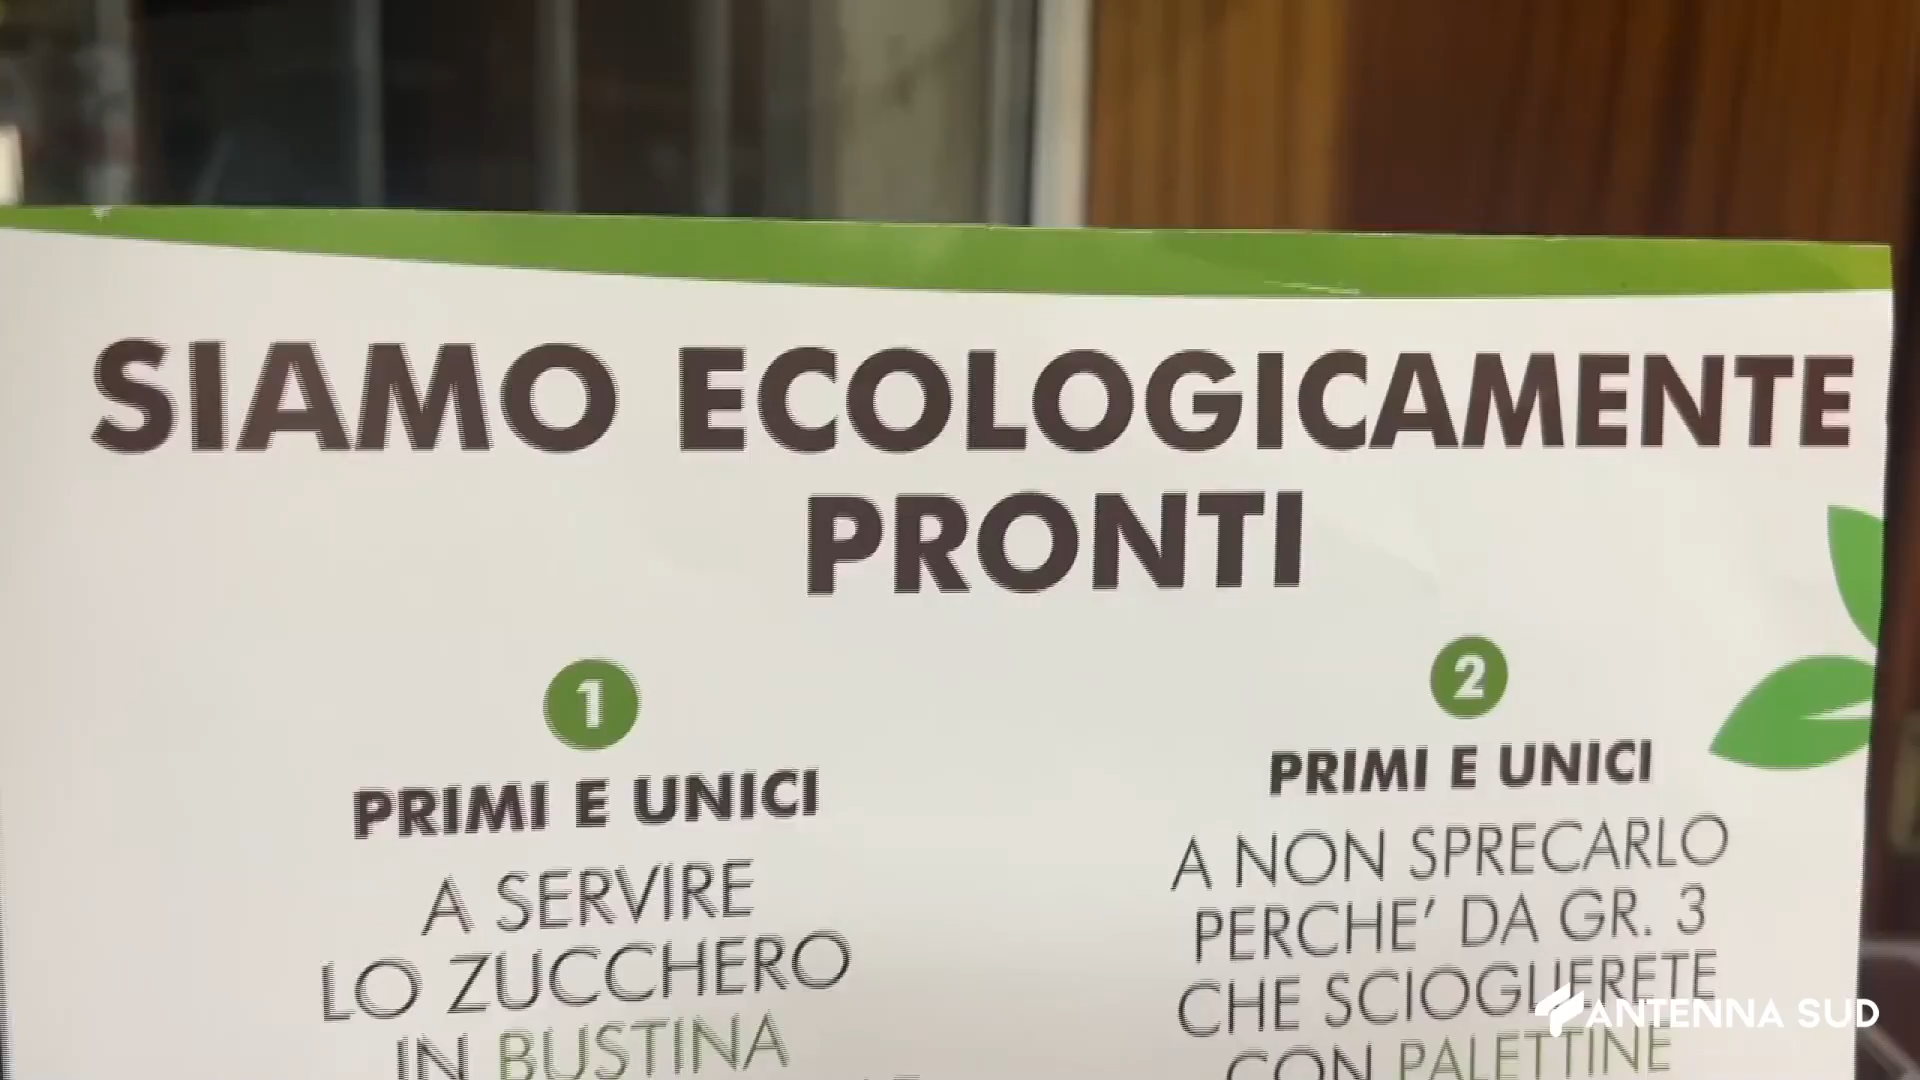 SIAMO ECOLOGICAMENTE
PRONTI
1
PRIMI E UNICI
A SERVIRE
LO ZUCCHERO
IN BUSTINA
2
PRIMI E UNICI
A NON SPRECARLO
PERCHE' DA GR. 3
CHE SCIOGLIERETE
CON PALETTINE
ANTENNA SUD